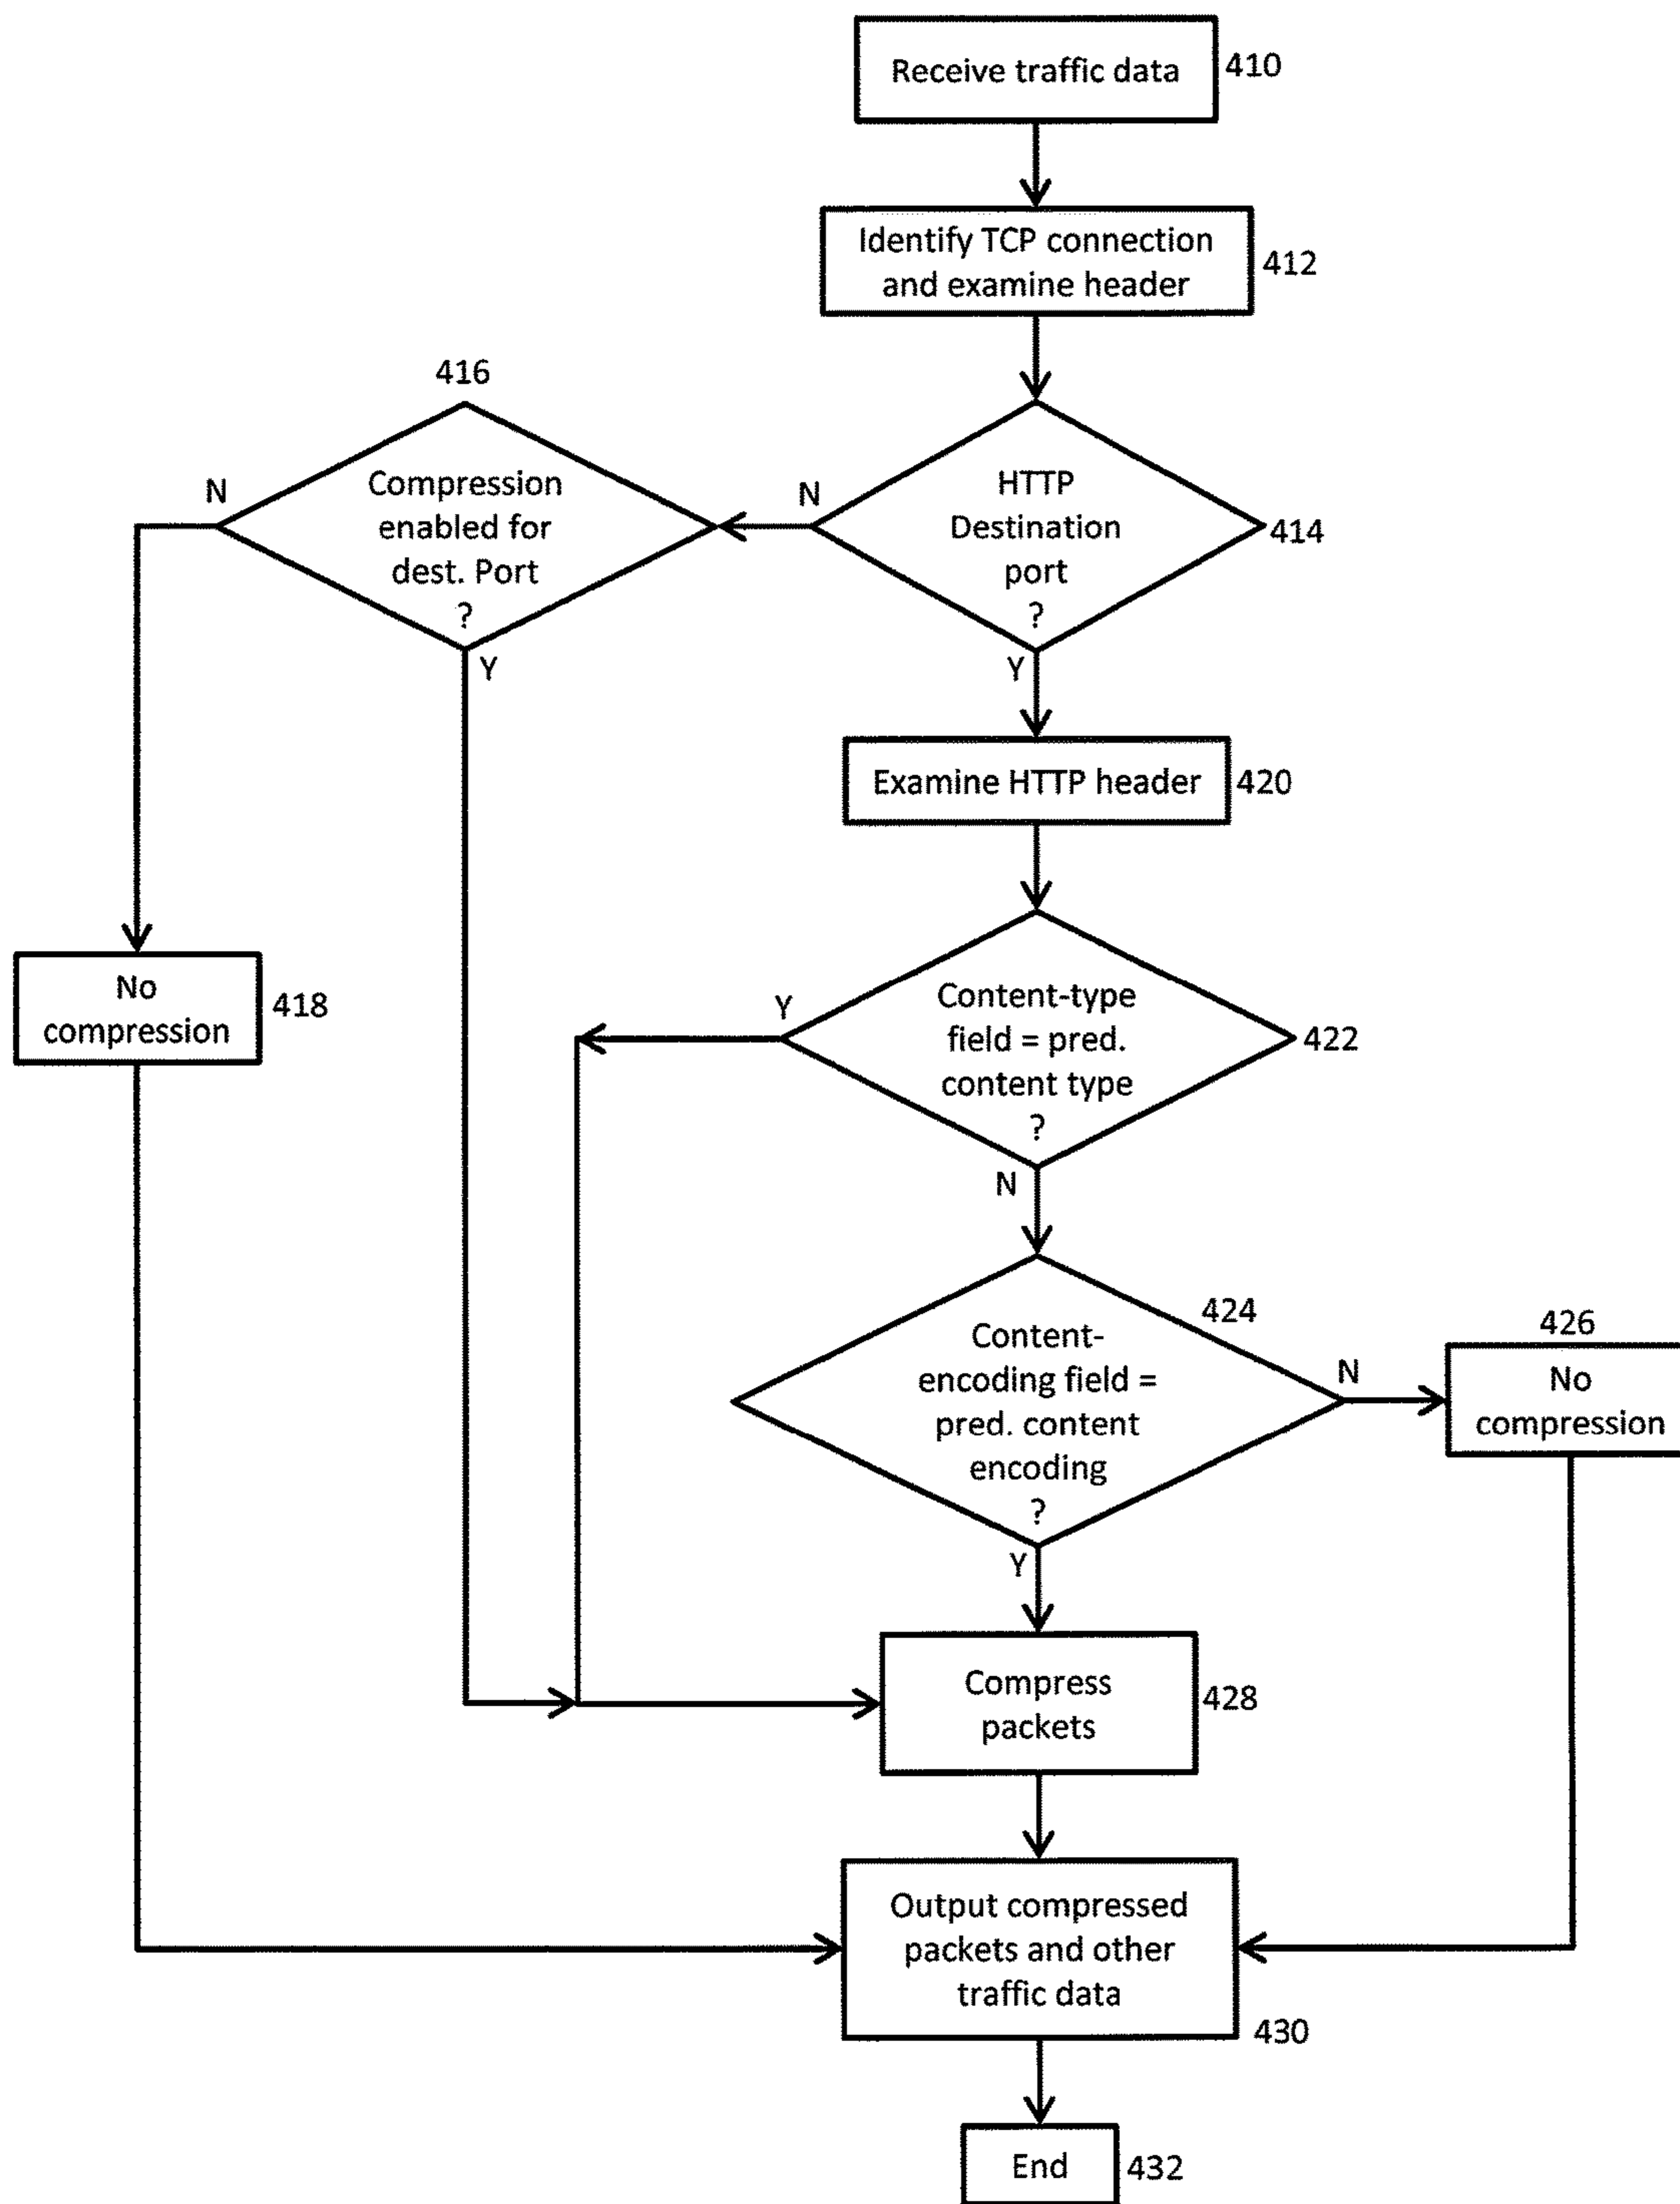 Receive traffic data
410
Identify TCP connection
and examine header
412
416
Compression
enabled for
dest. Port
?
N
Y
HTTP
Destination
port
?
414
N
Y
Examine HTTP header
420
No
compression
418
Content-type
field = pred.
content type
?
422
Y
N
Content-
encoding field =
pred. content
encoding
?
424
N
Y
426
No
compression
Compress
packets
428
Output compressed
packets and other
traffic data
430
End
432